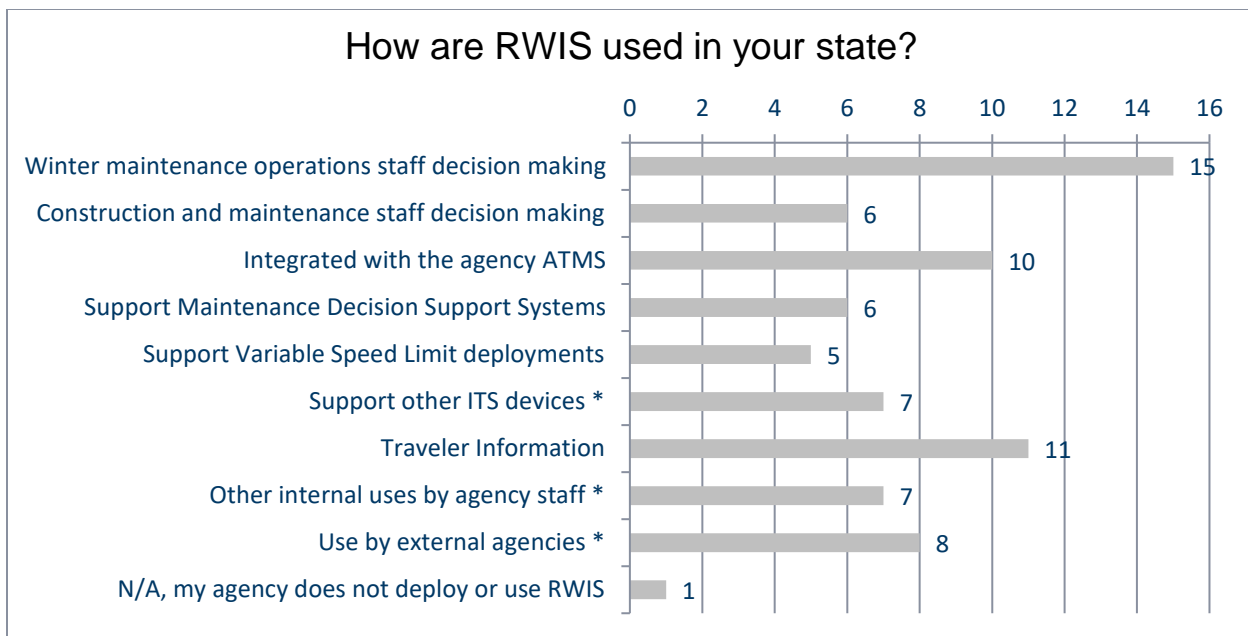 How are RWIS used in your state?
0 2 4 6 8 10 12 14 16
Winter maintenance operations staff decision making 15
Construction and maintenance staff decision making 6
Integrated with the agency ATMS 10
Support Maintenance Decision Support Systems 6
Support Variable Speed Limit deployments 5
Support other ITS devices * 7
Traveler Information 11
Other internal uses by agency staff * 7
Use by external agencies * 8
N/A, my agency does not deploy or use RWIS 1